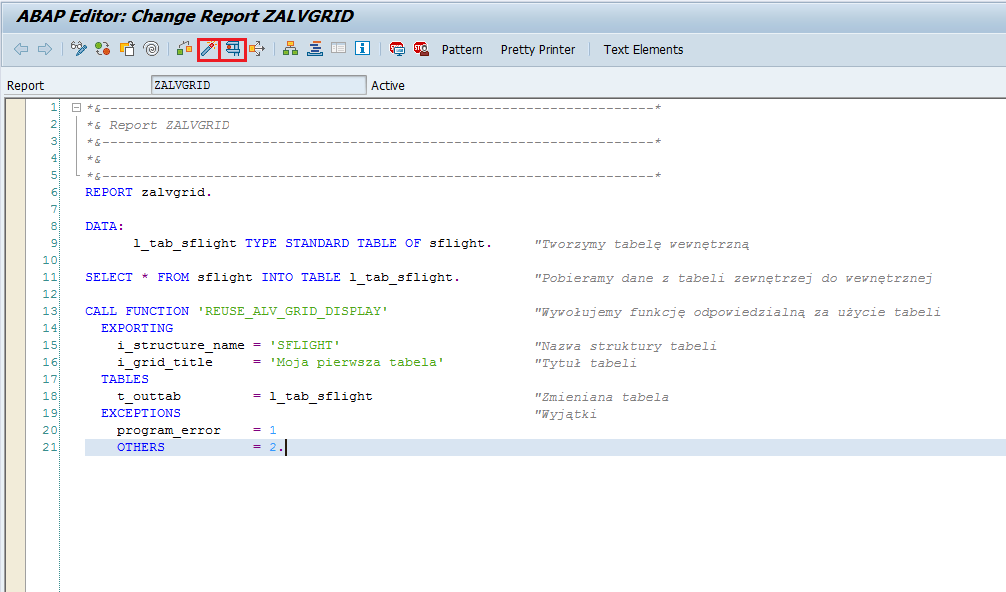 ABAP Editor: Change Report ZALVGRID
Pattern Pretty Printer Text Elements
Report ZALVGRID Active
1 *&---------------------------------------------------------------------*
2 *& Report ZALVGRID
3 *&---------------------------------------------------------------------*
4 *&
5 *&---------------------------------------------------------------------*
6 REPORT zalvgrid.
7
8 DATA:
9 l_tab_sflight TYPE STANDARD TABLE OF sflight. "Tworzymy tabelę wewnętrzną
10
11 SELECT * FROM sflight INTO TABLE l_tab_sflight. "Pobieramy dane z tabeli zewnętrzej do wewnętrznej
12
13 CALL FUNCTION 'REUSE_ALV_GRID_DISPLAY' "Wywołujemy funkcję odpowiedzialną za użycie tabeli
14 EXPORTING
15 i_structure_name = 'SFLIGHT' "Nazwa struktury tabeli
16 i_grid_title = 'Moja pierwsza tabela' "Tytuł tabeli
17 TABLES
18 t_outtab = l_tab_sflight "Zmieniana tabela
19 EXCEPTIONS "Wyjątki
20 program_error = 1
21 OTHERS = 2.